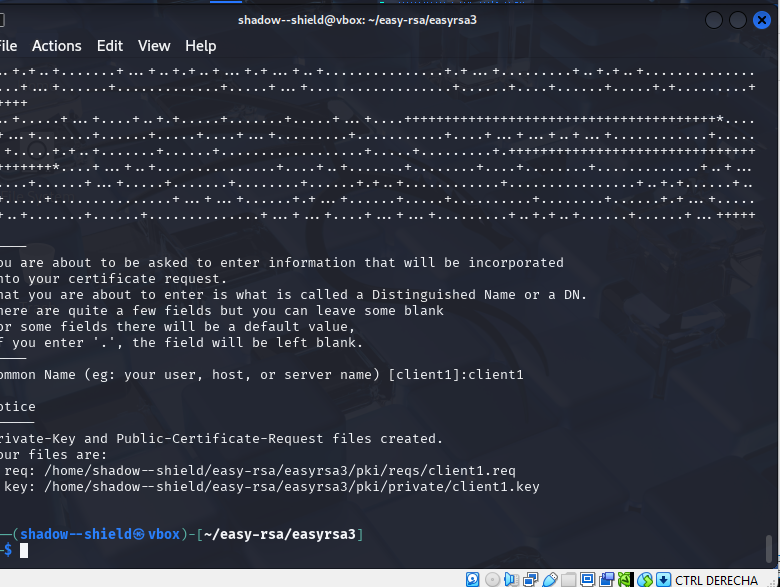 shadow--shield@vbox: ~/easy-rsa/easyrsa3
ile Actions Edit View Help
.. +.+ .. +.......+ ... + .. +.+ .. + ... +.+ ... + .. +...............+.+ ... +.........+ .. +.+ .. +..............
...+ ... +......+.............+.....+ ... +..................+......+....+......+.....+.+.........+
++++
.. +.....+ ... +....+ .. +.+.....+......+.....+ ... +....+++++++++++++++++++++++++++++++++++++++*....
ou are about to be asked to enter information that will be incorporated
nto your certificate request.
hat you are about to enter is what is called a Distinguished Name or a DN.
here are quite a few fields but you can leave some blank
or some fields there will be a default value,
f you enter '.', the field will be left blank.
ommon Name (eg: your user, host, or server name) [client1]:client1
otice
rivate-Key and Public-Certificate-Request files created.
our files are:
req: /home/shadow--shield/easy-rsa/easyrsa3/pki/reqs/client1.req
key: /home/shadow--shield/easy-rsa/easyrsa3/pki/private/client1.key
──(shadow--shield㉿vbox)-[~/easy-rsa/easyrsa3]
─$
CTRL DERECHA